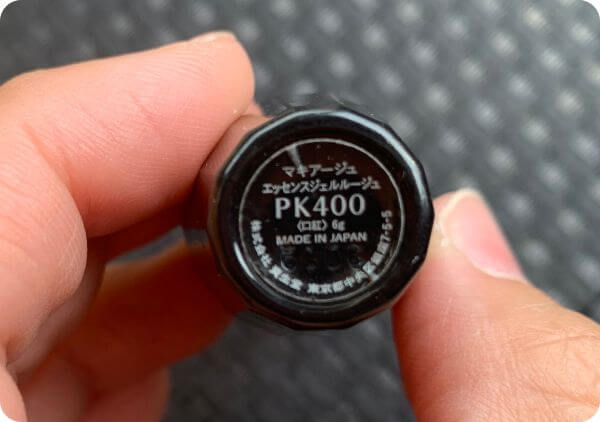 マキアージュ
エッセンスジェルルージュ
PK400
〈口紅〉 6g
MADE IN JAPAN
株式会社 資生堂 東京都中央区銀座7-5-5